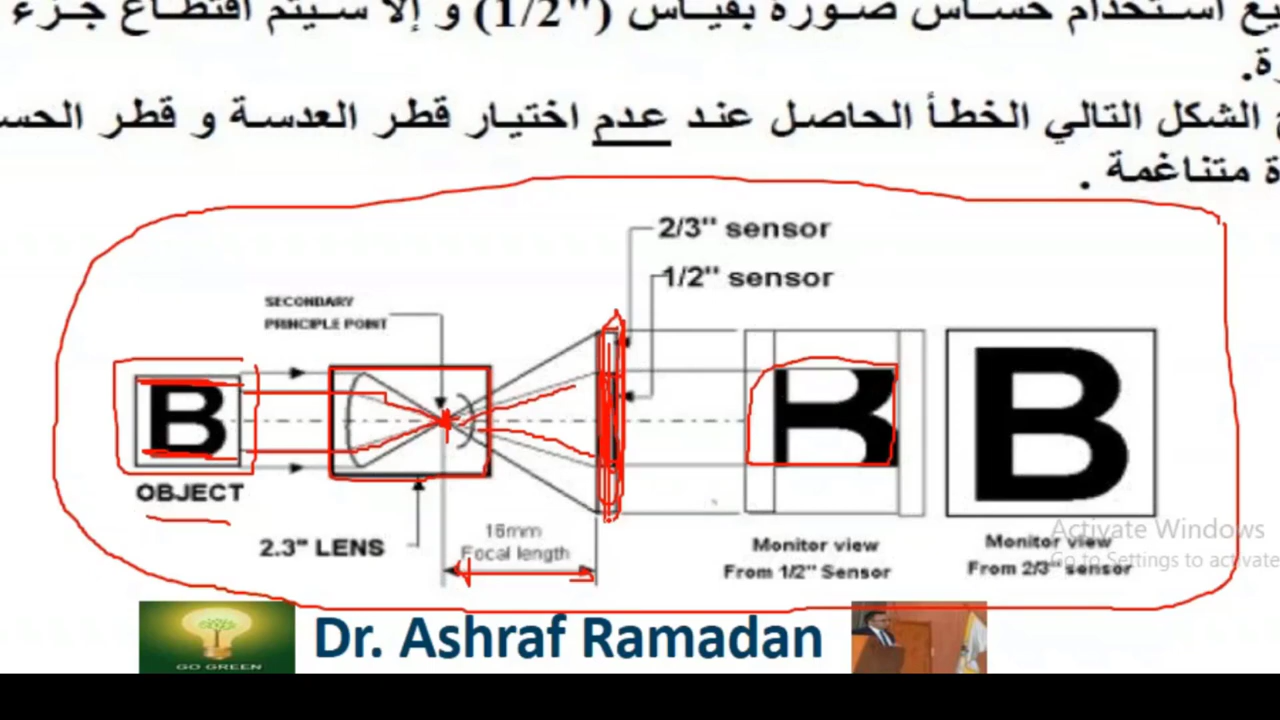 استخدام حساس صورة بقياس (1/2") و إلا سيتم اقتطاع جزء
الشكل التالي الخطأ الحاصل عند عدم اختيار قطر العدسة و قطر
متناغمة .
2/3" sensor
1/2" sensor
SECONDARY
PRINCIPLE POINT
B
B
B
OBJECT
2.3" LENS
16mm
Focal length
Monitor view
From 1/2" Sensor
Monitor view
From 2/3" sensor
Activate Windows
Go to Settings to activate
GO GREEN
Dr. Ashraf Ramadan